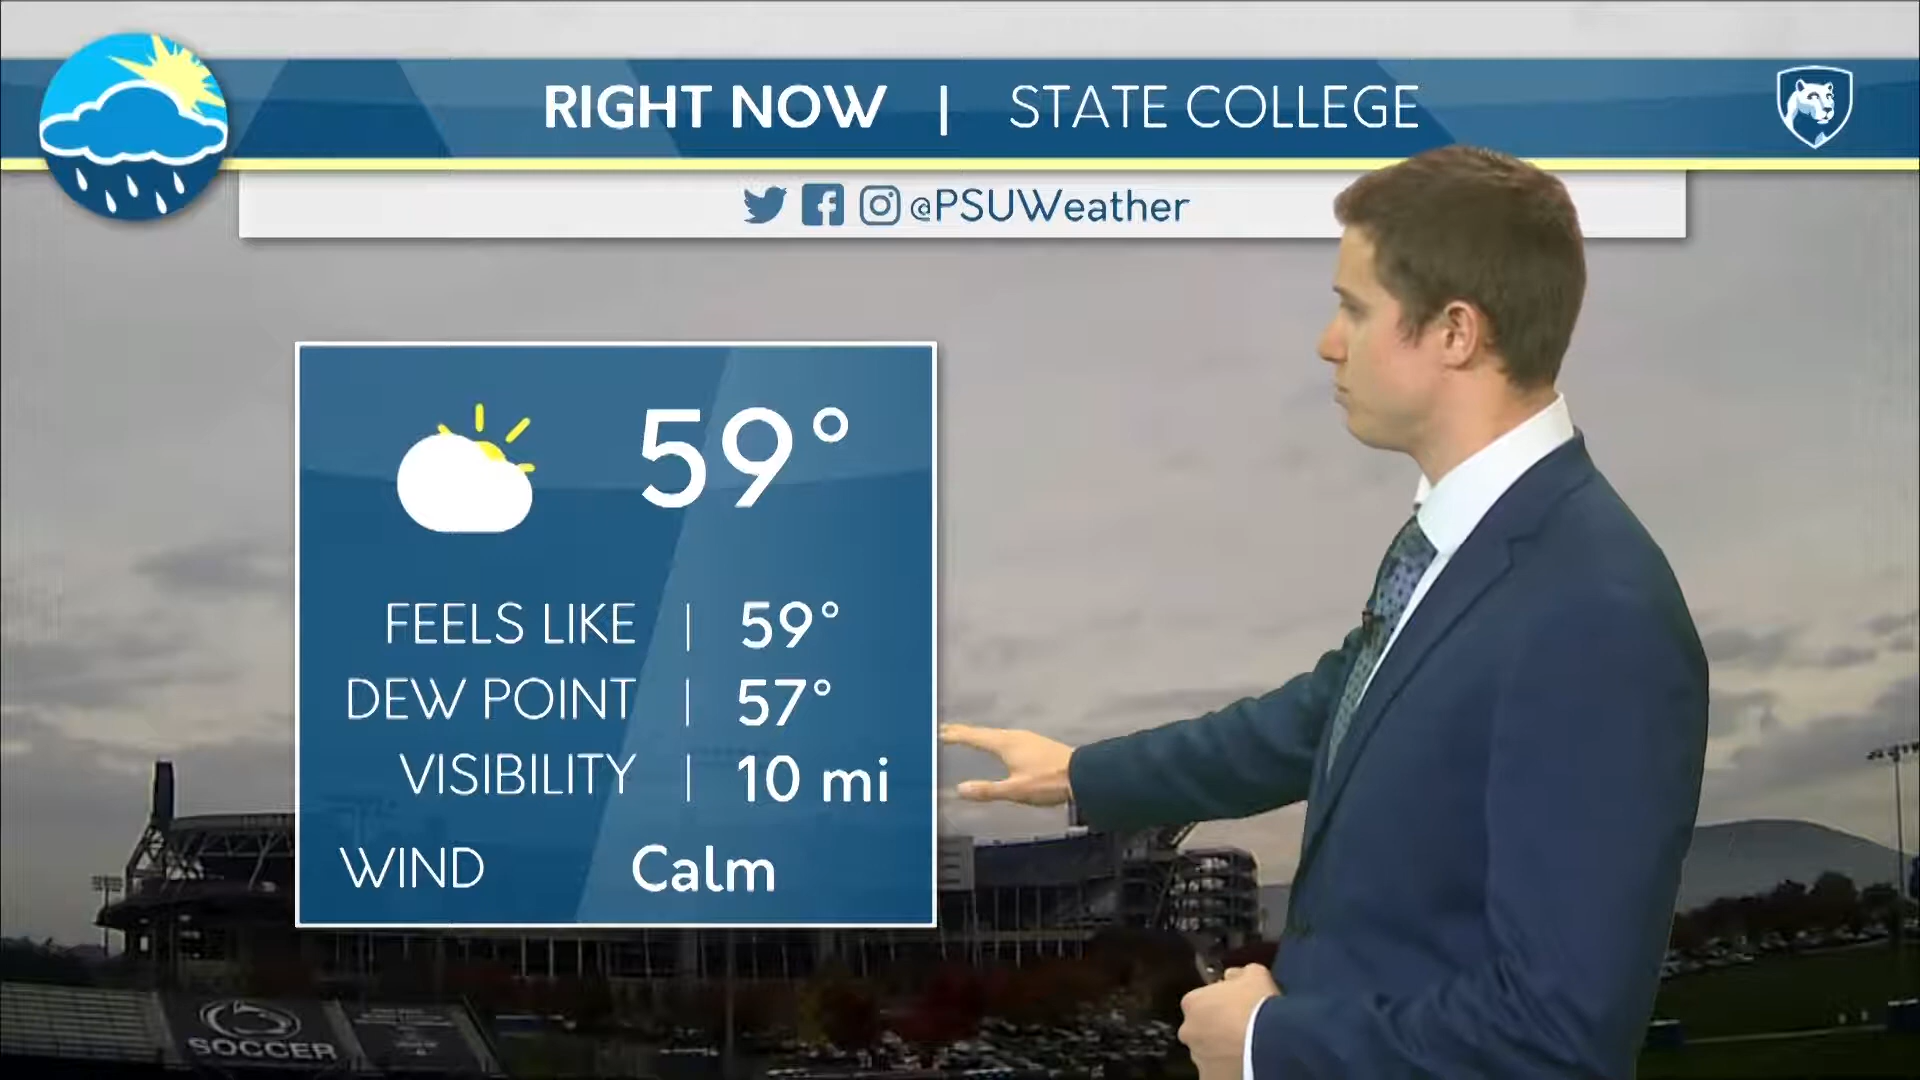 RIGHT NOW | STATE COLLEGE
@PSUWeather
59°
FEELS LIKE | 59°
DEW POINT | 57°
VISIBILITY | 10 mi
WIND Calm
SOCCER